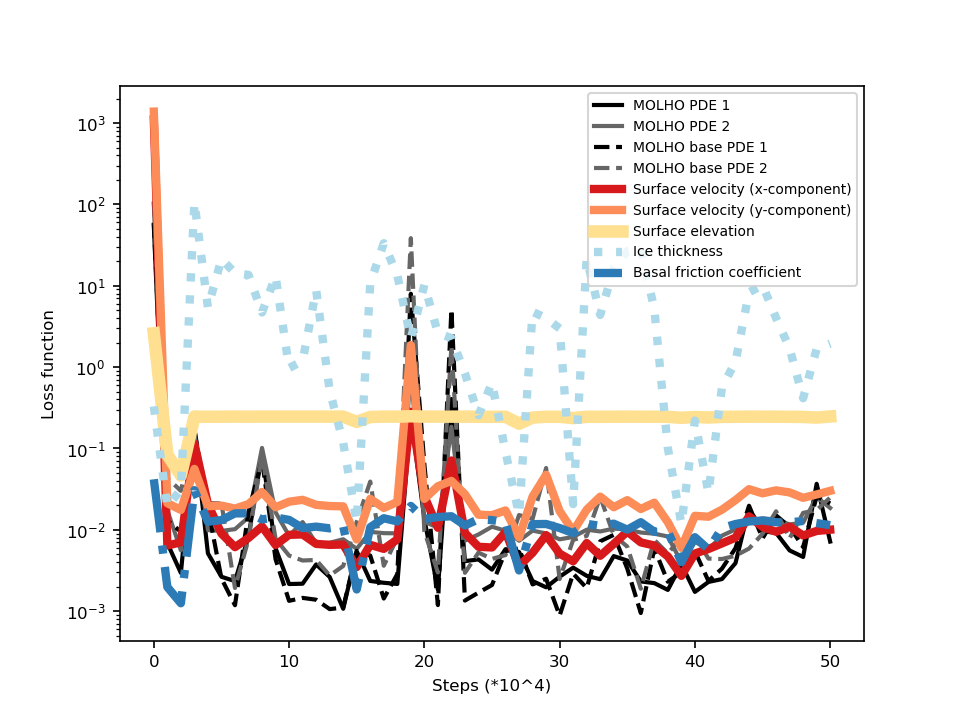 MOLHO PDE 1
MOLHO PDE 2
MOLHO base PDE 1
MOLHO base PDE 2
Surface velocity (x-component)
Surface velocity (y-component)
Surface elevation
Ice thickness
Basal friction coefficient
Loss function
10^3
10^2
10^1
10^0
10^−1
10^−2
10^−3
0 10 20 30 40 50
Steps (*10^4)